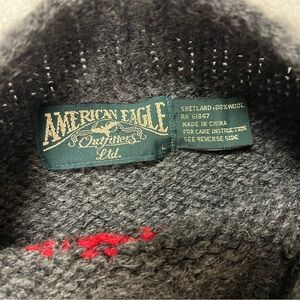 AMERICAN EAGLE
Outfitters
Ltd.
L
SHETLAND 100% WOOL
RN 61847
MADE IN CHINA
FOR CARE INSTRUCTION
SEE REVERSE SIDE